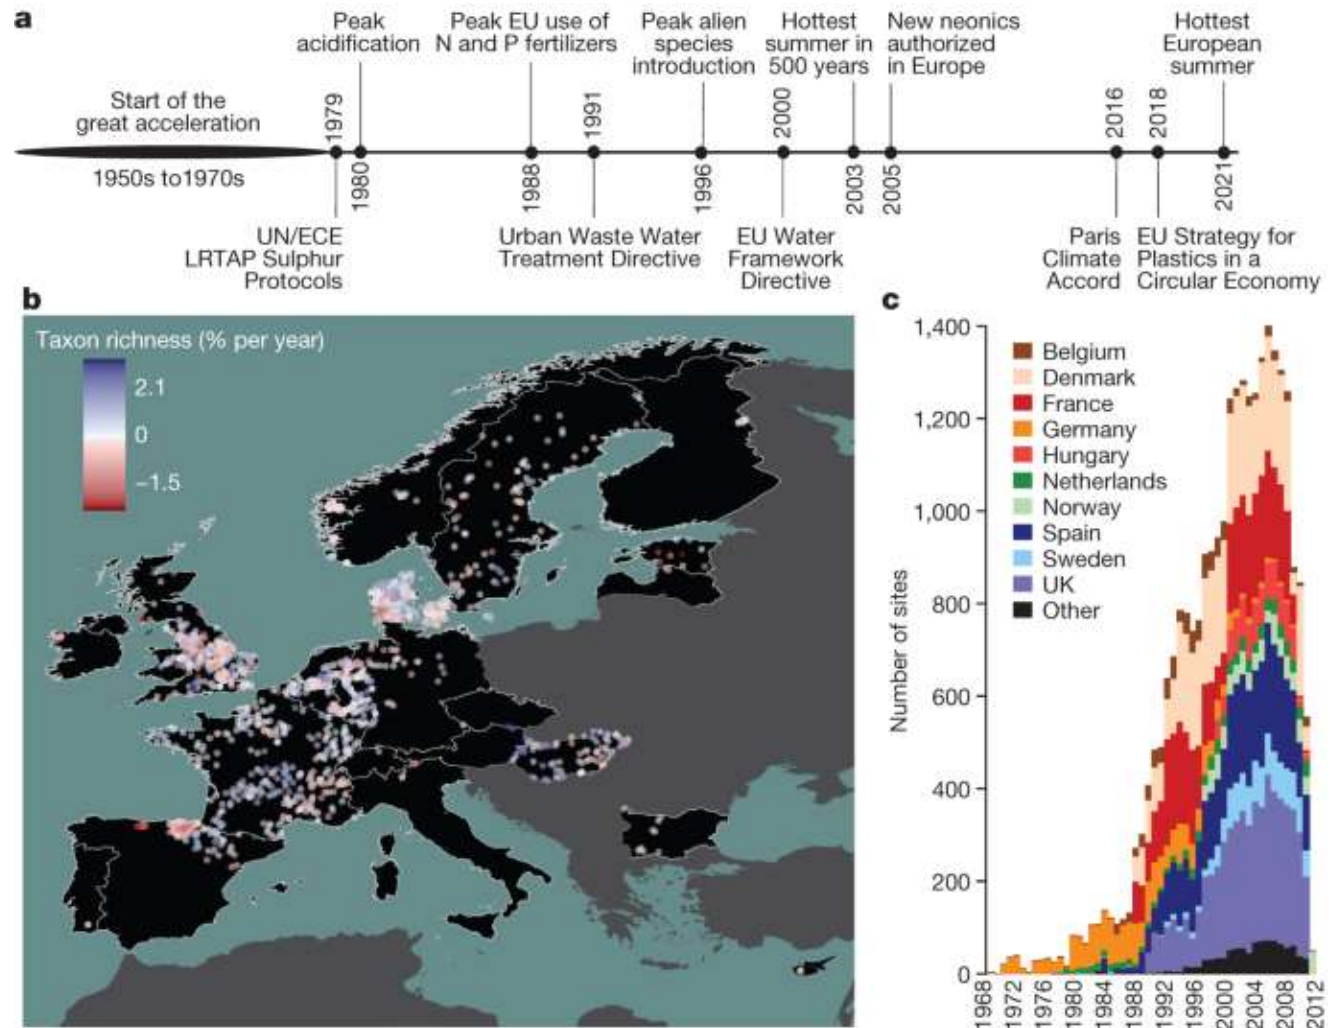 a
Peak
acidification
Peak EU use of
N and P fertilizers
Peak alien
species
introduction
Hottest
summer in
500 years
New neonics
authorized
in Europe
Hottest
European
summer
Start of the
great acceleration
1950s to1970s
1979
1980
1988
1991
1996
2000
2003
2005
2016
2018
2021
UN/ECE
LRTAP Sulphur
Protocols
Urban Waste Water
Treatment Directive
EU Water
Framework
Directive
Paris
Climate
Accord
EU Strategy for
Plastics in a
Circular Economy
b
Taxon richness (% per year)
2.1
0
−1.5
c
Number of sites
1,400
1,200
1,000
800
600
400
200
0
Belgium
Denmark
France
Germany
Hungary
Netherlands
Norway
Spain
Sweden
UK
Other
1968
1972
1976
1980
1984
1988
1992
1996
2000
2004
2008
2012